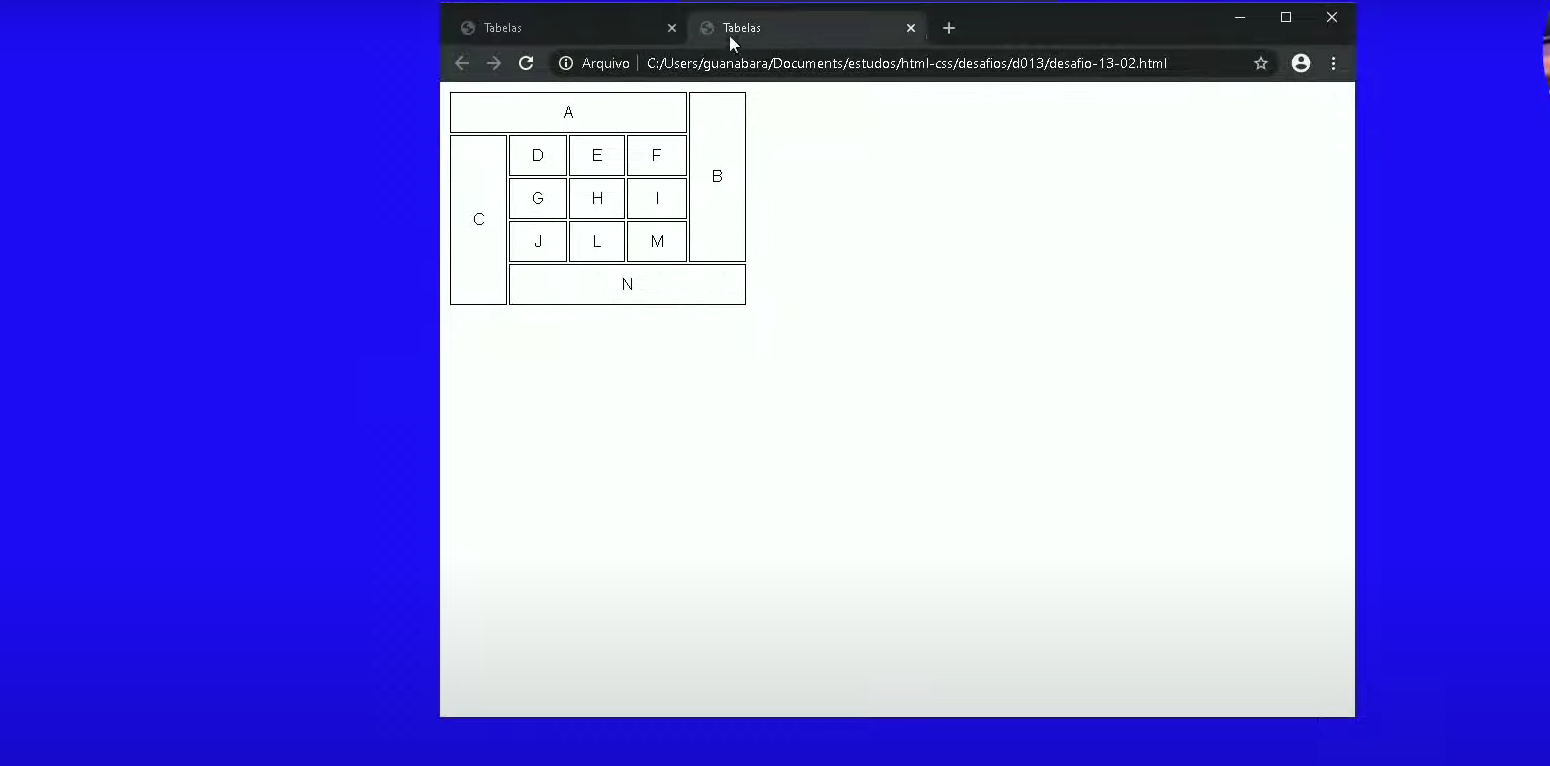 Tabelas
Tabelas
Arquivo C:/Users/guanabara/Documents/estudos/html-css/desafios/d013/desafio-13-02.html
A
B
C
D E F
G H I
J L M
N